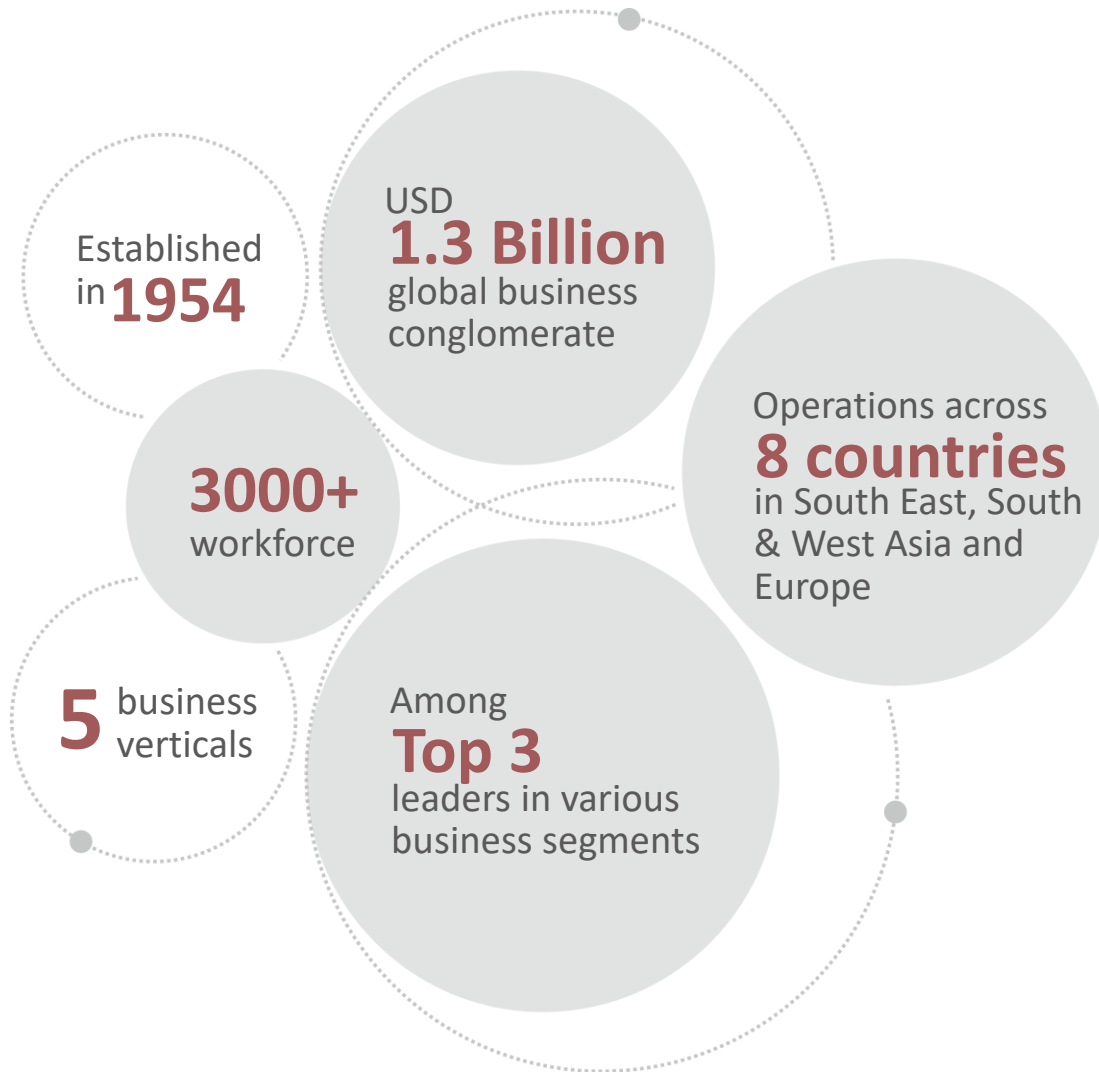 USD
1.3 Billion
global business
conglomerate
Established
in 1954
Operations across
8 countries
in South East, South
& West Asia and
Europe
3000+
workforce
5 business
verticals
Among
Top 3
leaders in various
business segments